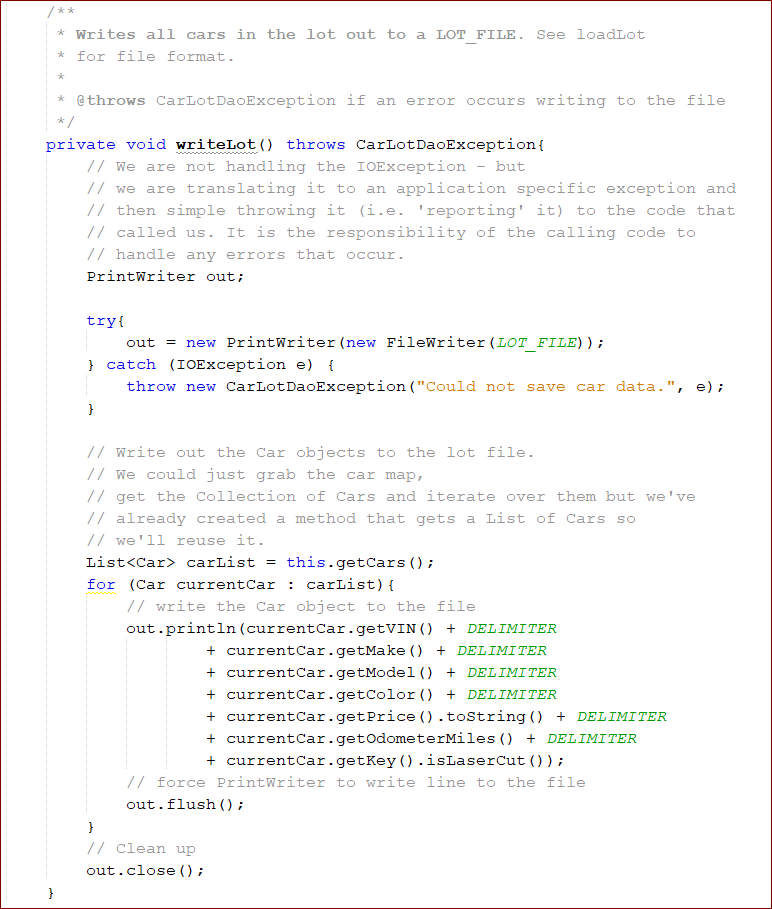 /**
 * Writes all cars in the lot out to a LOT_FILE. See loadLot
 * for file format.
 *
 * @throws CarLotDaoException if an error occurs writing to the file
 */
private void writeLot() throws CarLotDaoException{
    // We are not handling the IOException - but
    // we are translating it to an application specific exception and
    // then simple throwing it (i.e. 'reporting' it) to the code that
    // called us. It is the responsibility of the calling code to
    // handle any errors that occur.
    PrintWriter out;

    try{
        out = new PrintWriter(new FileWriter(LOT_FILE));
    } catch (IOException e) {
        throw new CarLotDaoException("Could not save car data.", e);
    }

    // Write out the Car objects to the lot file.
    // We could just grab the car map,
    // get the Collection of Cars and iterate over them but we've
    // already created a method that gets a List of Cars so
    // we'll reuse it.
    List<Car> carList = this.getCars();
    for (Car currentCar : carList){
        // write the Car object to the file
        out.println(currentCar.getVIN() + DELIMITER
                + currentCar.getMake() + DELIMITER
                + currentCar.getModel() + DELIMITER
                + currentCar.getColor() + DELIMITER
                + currentCar.getPrice().toString() + DELIMITER
                + currentCar.getOdometerMiles() + DELIMITER
                + currentCar.getKey().isLaserCut());
        // force PrintWriter to write line to the file
        out.flush();
    }
    // Clean up
    out.close();
}